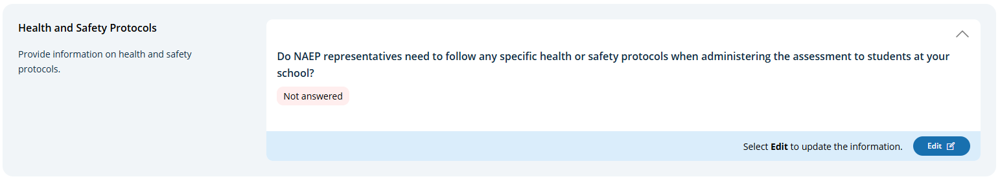 Health and Safety Protocols
Provide information on health and safety
protocols.
Do NAEP representatives need to follow any specific health or safety protocols when administering the assessment to students at your
school?
Not answered
Select Edit to update the information.
Edit